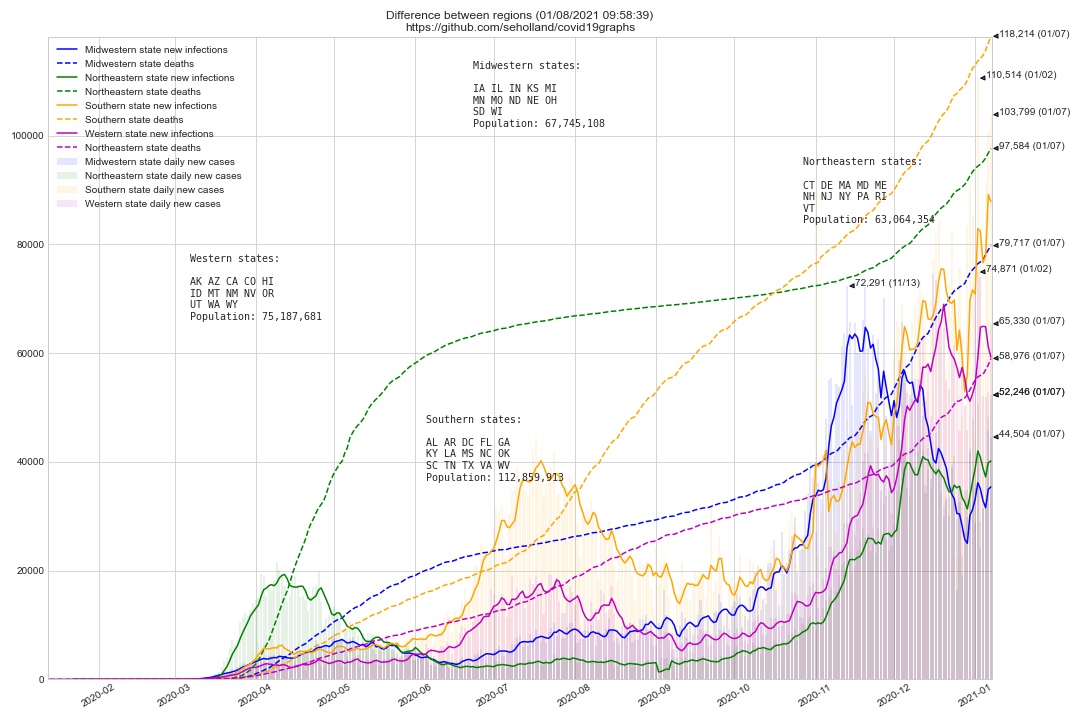 Difference between regions (01/08/2021 09:58:39)
https://github.com/seholland/covid19graphs
Midwestern state new infections
Midwestern state deaths
Northeastern state new infections
Northeastern state deaths
Southern state new infections
Southern state deaths
Western state new infections
Northeastern state deaths
Midwestern state daily new cases
Northeastern state daily new cases
Southern state daily new cases
Western state daily new cases
Midwestern states:
IA IL IN KS MI
MN MO ND NE OH
SD WI
Population: 67,745,108
Northeastern states:
CT DE MA MD ME
NH NJ NY PA RI
VT
Population: 63,064,354
Western states:
AK AZ CA CO HI
ID MT NM NV OR
UT WA WY
Population: 75,187,681
Southern states:
AL AR DC FL GA
KY LA MS NC OK
SC TN TX VA WV
Population: 112,859,913
118,214 (01/07)
110,514 (01/02)
103,799 (01/07)
97,584 (01/07)
79,717 (01/07)
74,871 (01/02)
72,291 (11/13)
65,330 (01/07)
58,976 (01/07)
52,246 (01/07)
44,504 (01/07)
100000
80000
60000
40000
20000
0
2020-02
2020-03
2020-04
2020-05
2020-06
2020-07
2020-08
2020-09
2020-10
2020-11
2020-12
2021-01